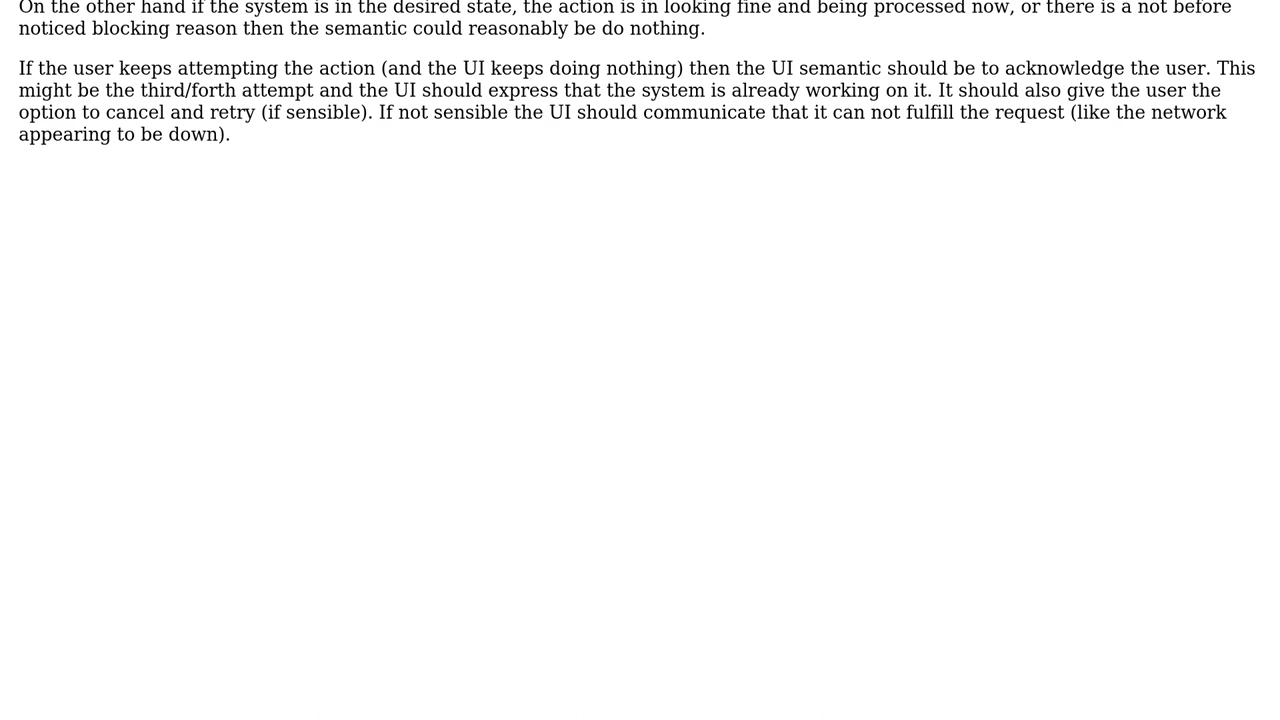 On the other hand if the system is in the desired state, the action is in looking fine and being processed now, or there is a not before
noticed blocking reason then the semantic could reasonably be do nothing.
If the user keeps attempting the action (and the UI keeps doing nothing) then the UI semantic should be to acknowledge the user. This
might be the third/forth attempt and the UI should express that the system is already working on it. It should also give the user the
option to cancel and retry (if sensible). If not sensible the UI should communicate that it can not fulfill the request (like the network
appearing to be down).